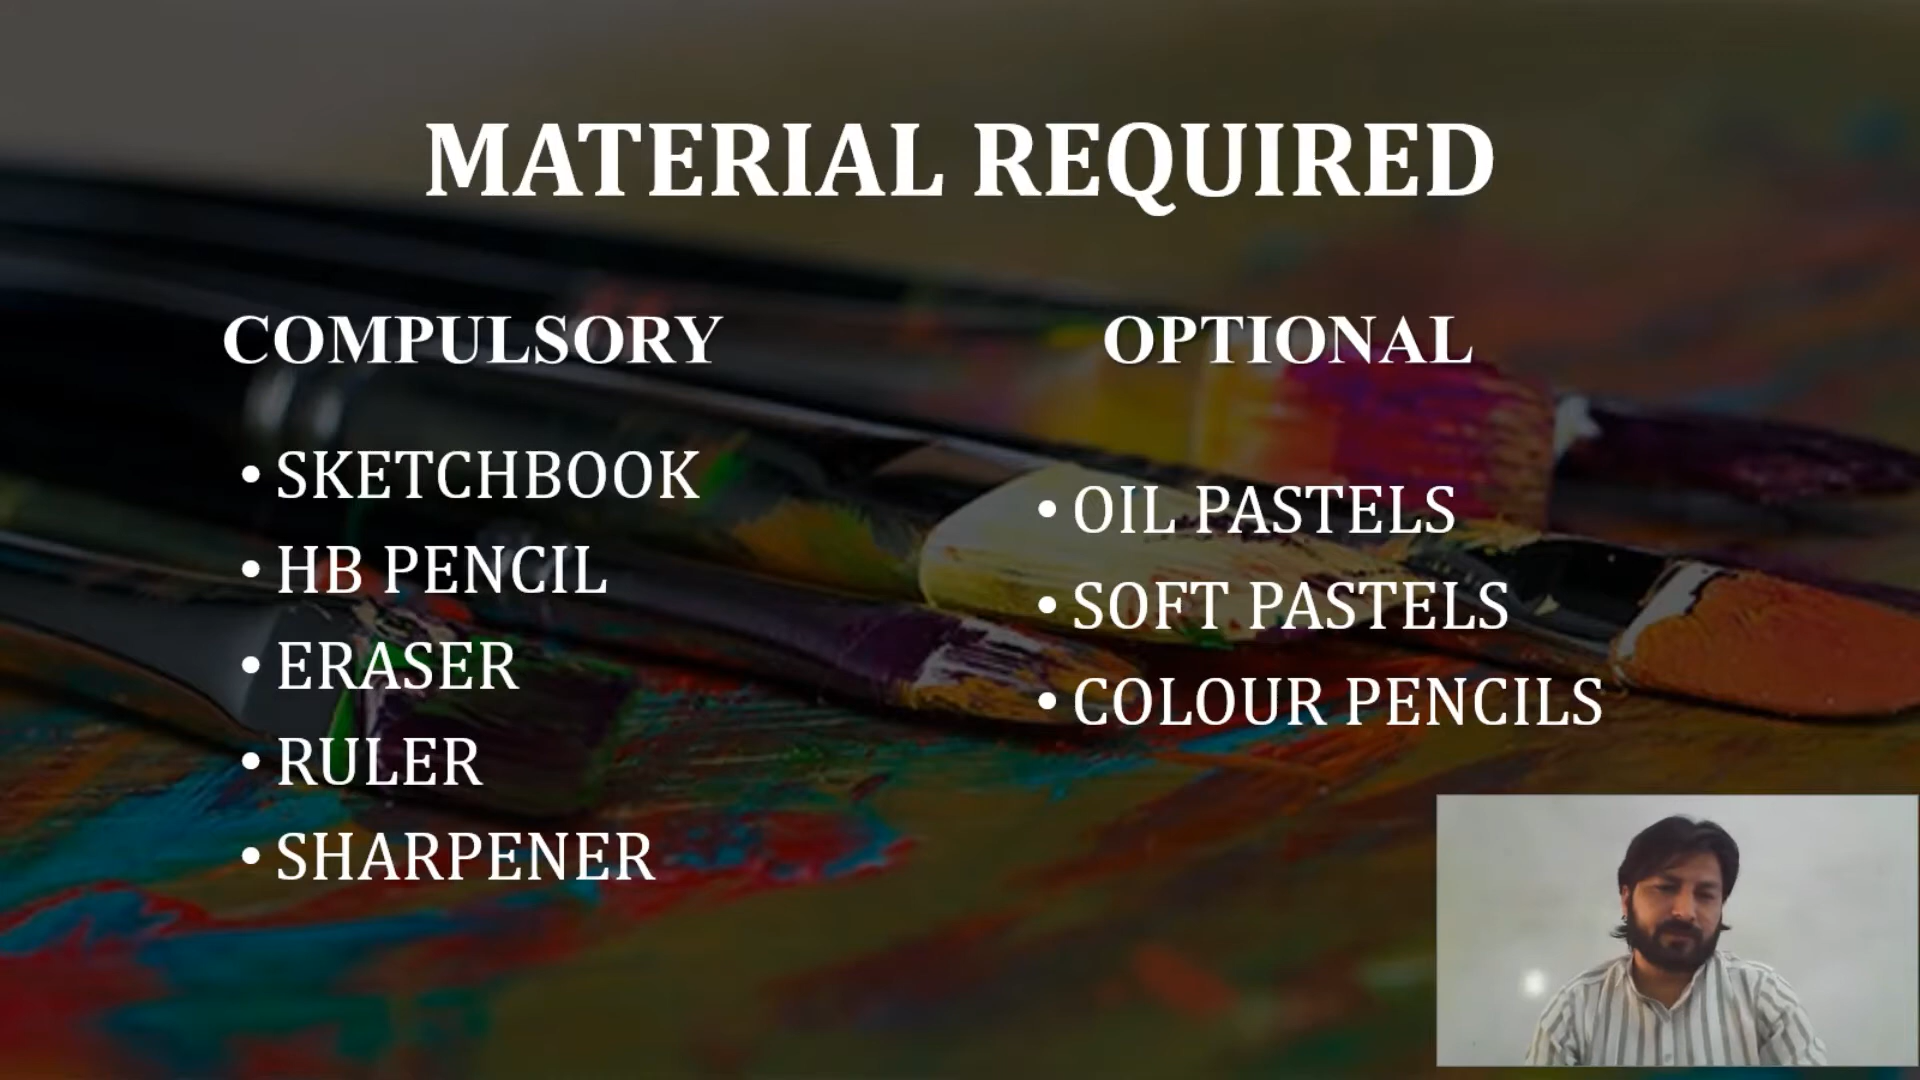 MATERIAL REQUIRED
COMPULSORY
• SKETCHBOOK
• HB PENCIL
• ERASER
• RULER
• SHARPENER
OPTIONAL
• OIL PASTELS
• SOFT PASTELS
• COLOUR PENCILS